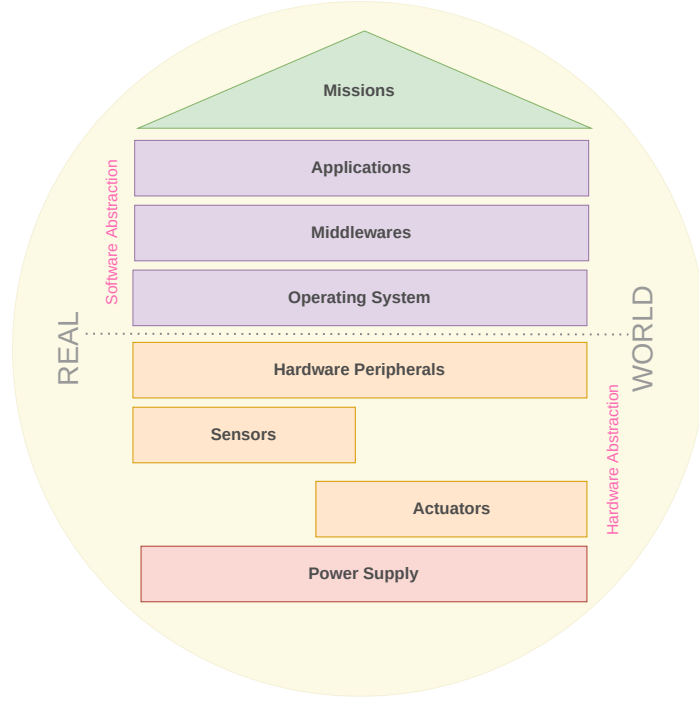 Missions
Applications
Software Abstraction
Middlewares
Operating System
REAL
WORLD
Hardware Peripherals
Sensors
Hardware Abstraction
Actuators
Power Supply